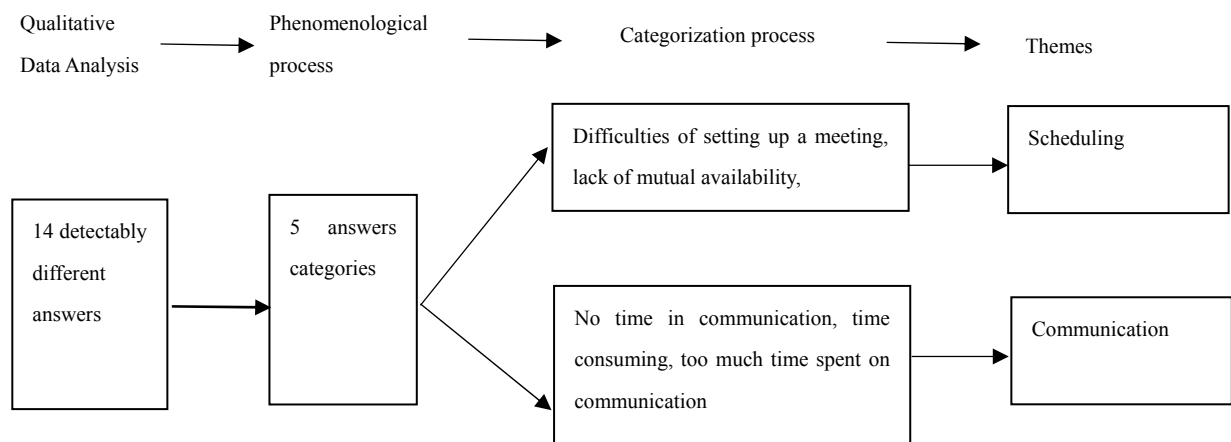 Qualitative
Data Analysis
Phenomenological
process
Categorization process
Themes
14 detectably
different
answers
5 answers
categories
Difficulties of setting up a meeting,
lack of mutual availability,
Scheduling
No time in communication, time
consuming, too much time spent on
communication
Communication